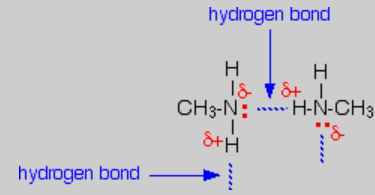 hydrogen bond
H H
δ- δ+
CH₃-N: H-N-CH₃
δ+ H δ-
hydrogen bond